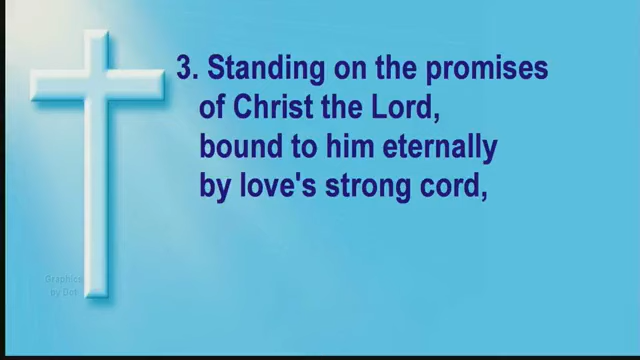 3. Standing on the promises
of Christ the Lord,
bound to him eternally
by love's strong cord,
Graphics
by Deb